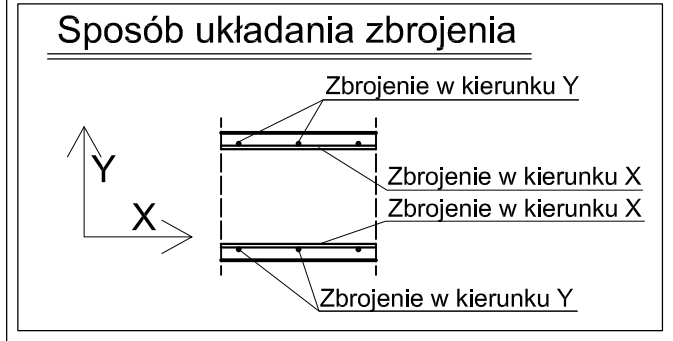 Sposób układania zbrojenia
Zbrojenie w kierunku Y
Y
X
Zbrojenie w kierunku X
Zbrojenie w kierunku X
Zbrojenie w kierunku Y